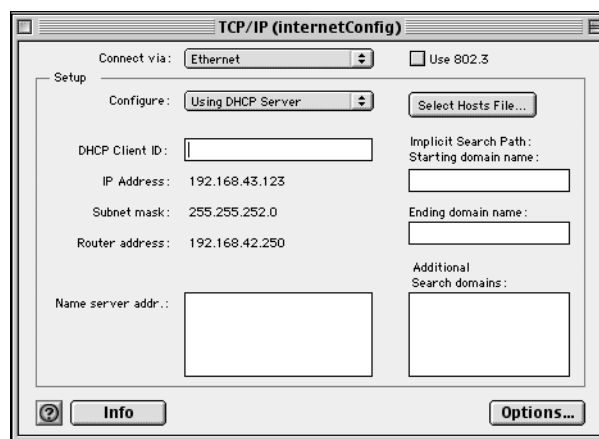 TCP/IP (internetConfig)
Connect via:
Ethernet
Use 802.3
Setup
Configure:
Using DHCP Server
Select Hosts File...
DHCP Client ID:
IP Address:
192.168.43.123
Subnet mask:
255.255.252.0
Router address:
192.168.42.250
Name server addr.:
Implicit Search Path:
Starting domain name:
Ending domain name:
Additional
Search domains:
?
Info
Options...